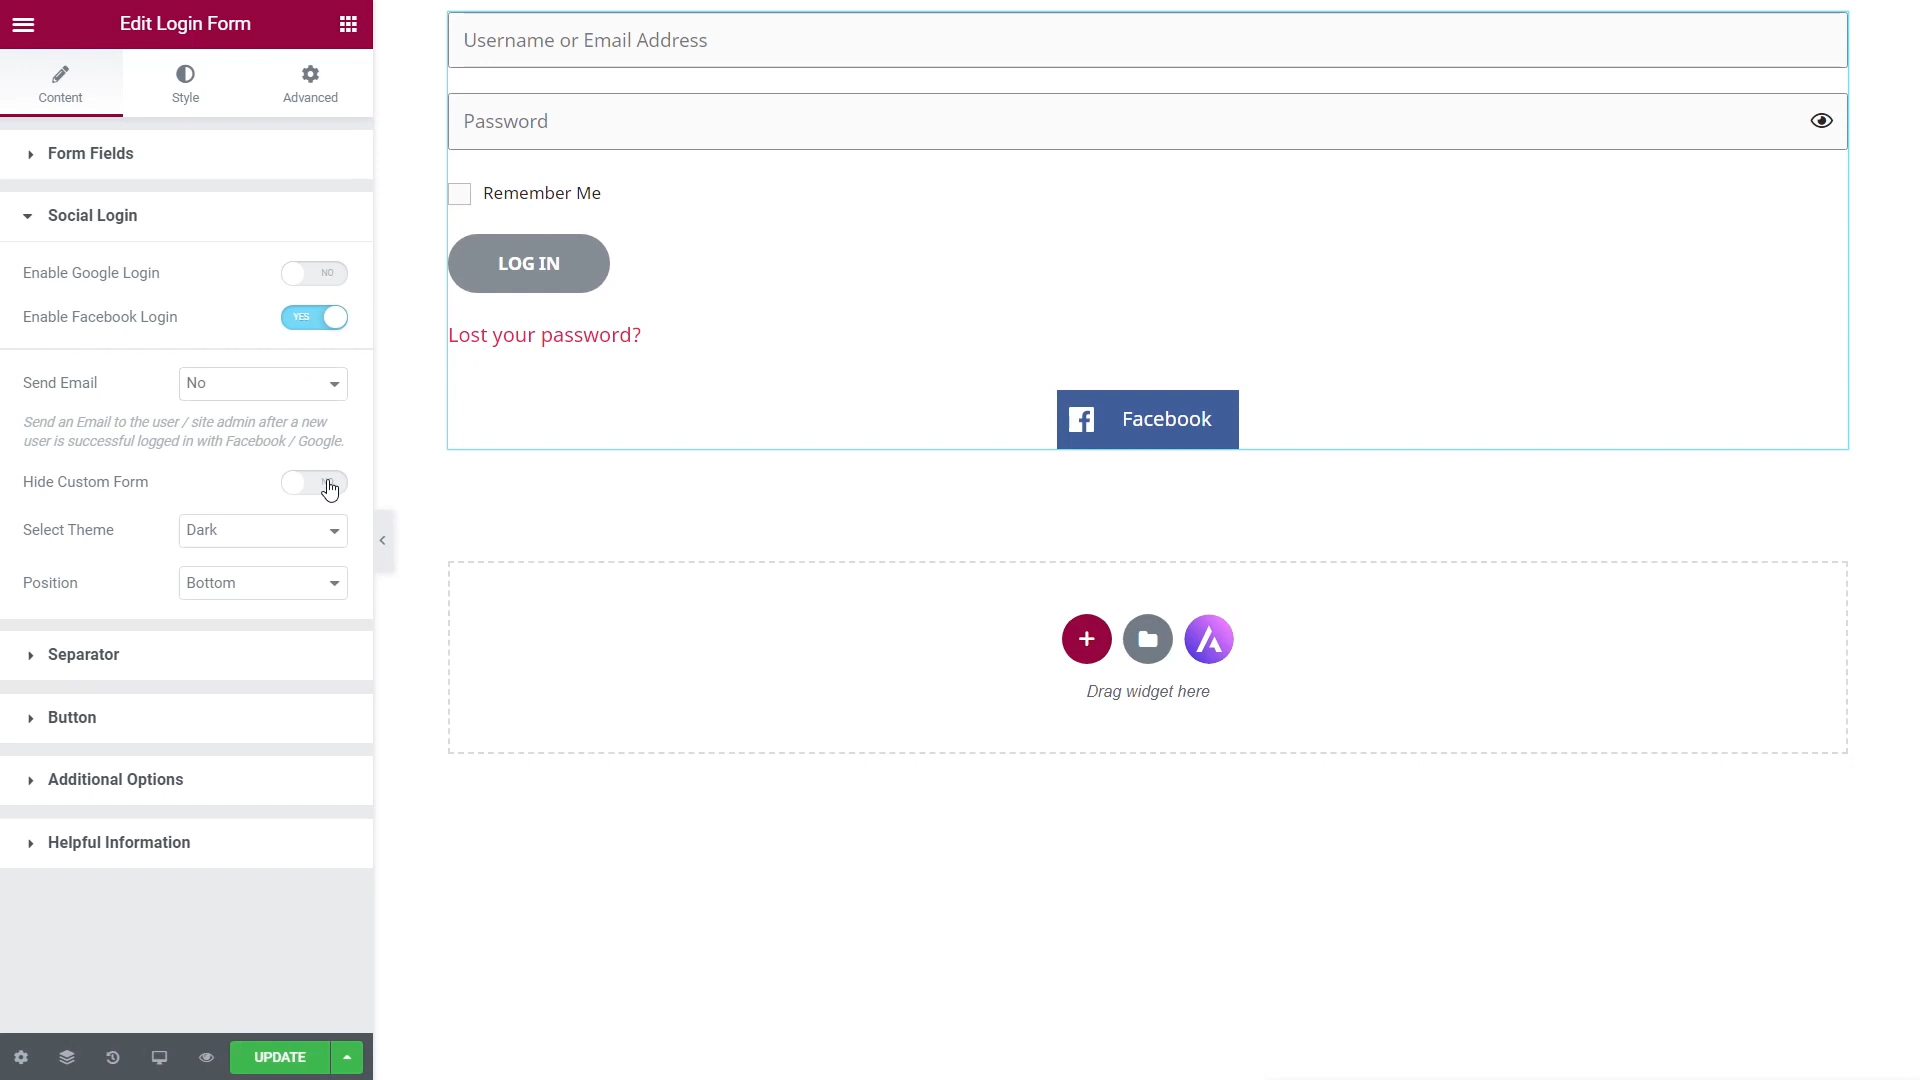 Edit Login Form
Content
Style
Advanced
Form Fields
Social Login
Enable Google Login
NO
Enable Facebook Login
YES
Send Email
No
Send an Email to the user / site admin after a new
user is successful logged in with Facebook / Google.
Hide Custom Form
Select Theme
Dark
Position
Bottom
Separator
Button
Additional Options
Helpful Information
UPDATE
Username or Email Address
Password
Remember Me
LOG IN
Lost your password?
Facebook
Drag widget here